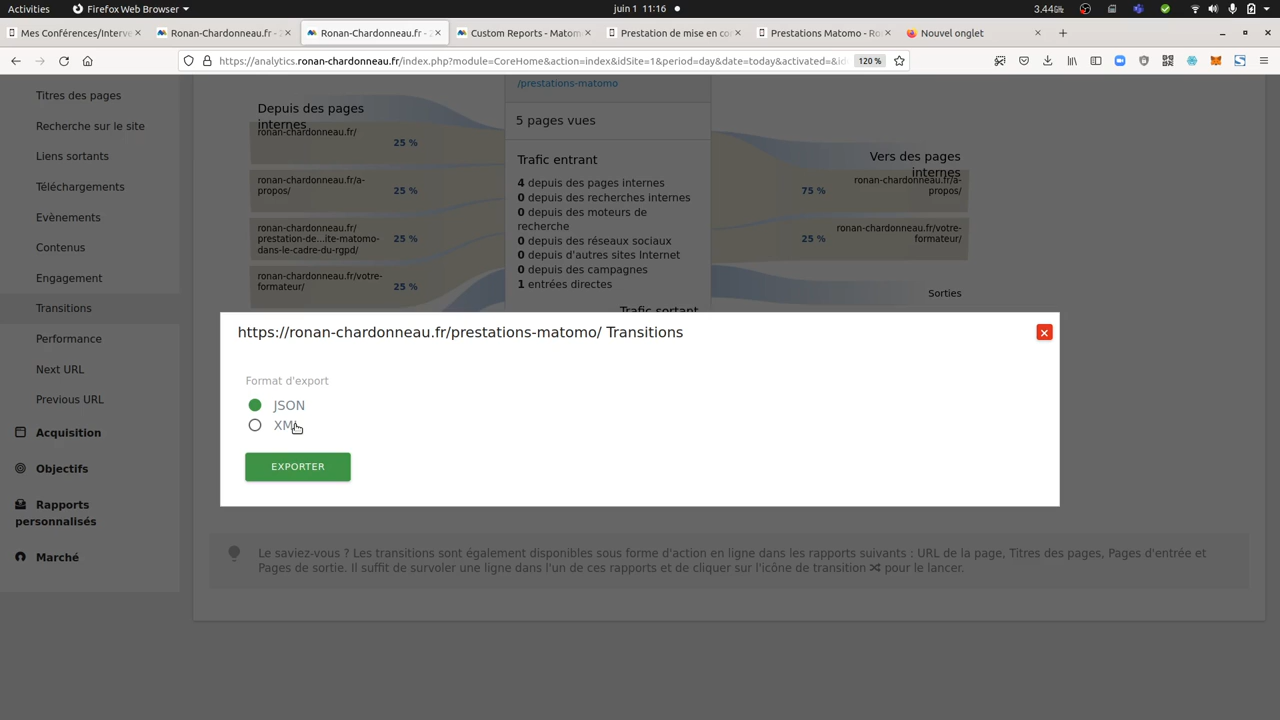 Activities
Firefox Web Browser
juin 1 11:16
3.44G
Mes Conférences/Interve
Ronan-Chardonneau.fr - 2
Ronan-Chardonneau.fr - 2
Custom Reports - Matom
Prestation de mise en co
Prestations Matomo - Ro
Nouvel onglet
https://analytics.ronan-chardonneau.fr/index.php?module=CoreHome&action=index&idSite=1&period=day&date=today&activated=&id
120 %
Titres des pages
Recherche sur le site
Liens sortants
Téléchargements
Evènements
Contenus
Engagement
Transitions
Performance
Next URL
Previous URL
Acquisition
Objectifs
Rapports
personnalisés
Marché
Depuis des pages
internes
ronan-chardonneau.fr/
25 %
ronan-chardonneau.fr/a-
propos/
25 %
ronan-chardonneau.fr/
prestation-de...ite-matomo-
dans-le-cadre-du-rgpd/
25 %
ronan-chardonneau.fr/votre-
formateur/
25 %
/prestations-matomo
5 pages vues
Trafic entrant
4 depuis des pages internes
0 depuis des recherches internes
0 depuis des moteurs de
recherche
0 depuis des réseaux sociaux
0 depuis d'autres sites Internet
0 depuis des campagnes
1 entrées directes
Trafic sortant
Vers des pages
internes
75 %
ronan-chardonneau.fr/a-
propos/
25 %
ronan-chardonneau.fr/votre-
formateur/
Sorties
https://ronan-chardonneau.fr/prestations-matomo/ Transitions
Format d'export
JSON
XML
EXPORTER
Le saviez-vous ? Les transitions sont également disponibles sous forme d'action en ligne dans les rapports suivants : URL de la page, Titres des pages, Pages d'entrée et
Pages de sortie. Il suffit de survoler une ligne dans l'un de ces rapports et de cliquer sur l'icône de transition pour le lancer.